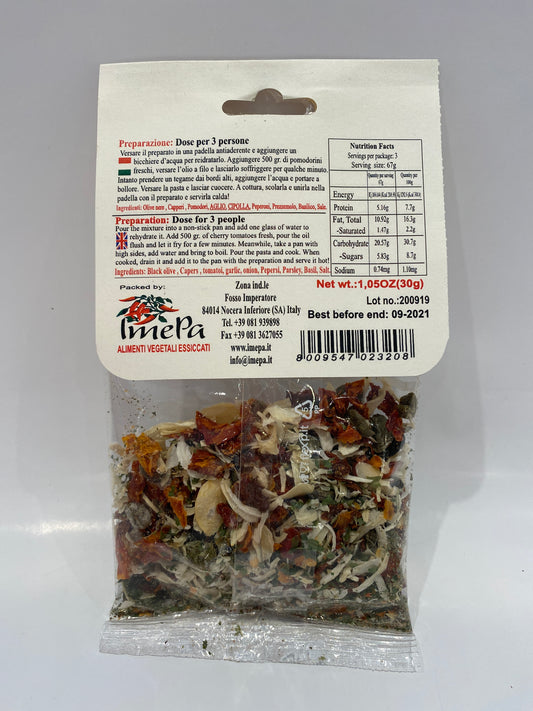 Preparazione: Dose per 3 persone
Versare il preparato in una padella antiaderente e aggiungere un
bicchiere d'acqua per reidratarlo. Aggiungere 500 gr. di pomodorini
freschi, versare l'olio a filo e lasciarlo soffriggere per qualche minuto.
Intanto prendere un tegame dai bordi alti, aggiungere l'acqua e portare a
bollore. Versare la pasta e lasciar cuocere. A cottura, scolarla e unirla nella
padella con il preparato e servirla calda!
Ingredienti: Olive nere , Capperi , Pomodori, AGLIO, CIPOLLA, Peperoni, Prezzemolo, Basilico, Sale.
Preparation: Dose for 3 people
Pour the mixture into a non-stick pan and add one glass of water to
rehydrate it. Add 500 gr. of cherry tomatoes fresh, pour the oil
flush and let it fry for a few minutes. Meanwhile, take a pan with
high sides, add water and bring to boil. Pour the pasta and cook. When
cooked, drain it and add it to the pan with the preparation and serve it hot!
Ingredients: Black olive , Capers , tomatoi, garlic, onion, Pepersi, Parsley, Basil, Salt.
Nutrition Facts
Servings per package: 3
Serving size: 67g
Quantity per serving 67g
Quantity per 100g
Energy
Protein 5.16g 7.7g
Fat, Total 10.92g 16.3g
-Saturated 1.47g 2.2g
Carbohydrate 20.57g 30.7g
-Sugars 5.83g 8.7g
Sodium 0.74mg 1.10mg
Net wt.:1,05OZ(30g)
Lot no.:200919
Best before end: 09-2021
Packed by:
ImePa
ALIMENTI VEGETALI ESSICCATI
Zona ind.le
Fosso Imperatore
84014 Nocera Inferiore (SA) Italy
Tel. +39 081 939898
Fax +39 081 3627055
www.imepa.it
info@imepa.it
8009547023208